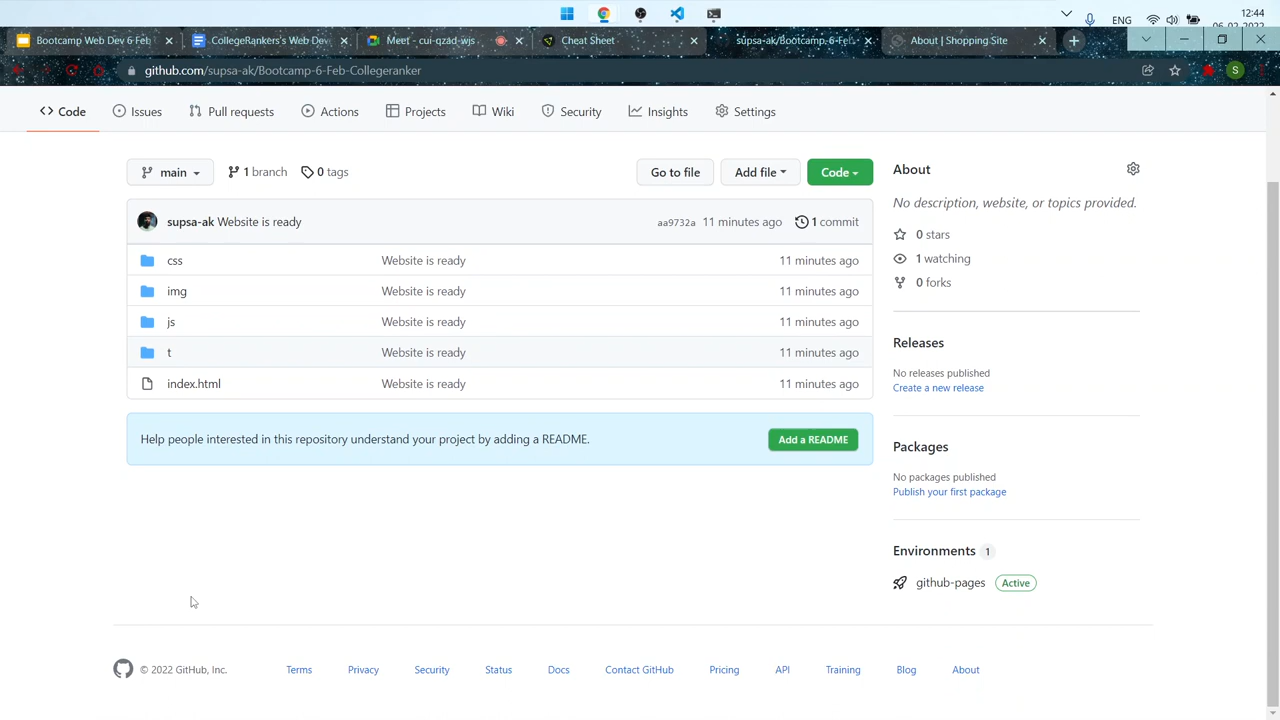 12:44
ENG
Bootcamp Web Dev 6 Feb
CollegeRankers's Web De
Meet - cui-qzad-wjs
Cheat Sheet
supsa-ak/Bootcamp-6-Fel
About | Shopping Site
github.com/supsa-ak/Bootcamp-6-Feb-Collegeranker
S
Code
Issues
Pull requests
Actions
Projects
Wiki
Security
Insights
Settings
main
1 branch
0 tags
Go to file
Add file
Code
supsa-ak Website is ready
aa9732a 11 minutes ago
1 commit
css Website is ready 11 minutes ago
img Website is ready 11 minutes ago
js Website is ready 11 minutes ago
t Website is ready 11 minutes ago
index.html Website is ready 11 minutes ago
Help people interested in this repository understand your project by adding a README.
Add a README
About
No description, website, or topics provided.
0 stars
1 watching
0 forks
Releases
No releases published
Create a new release
Packages
No packages published
Publish your first package
Environments 1
github-pages Active
© 2022 GitHub, Inc.
Terms
Privacy
Security
Status
Docs
Contact GitHub
Pricing
API
Training
Blog
About